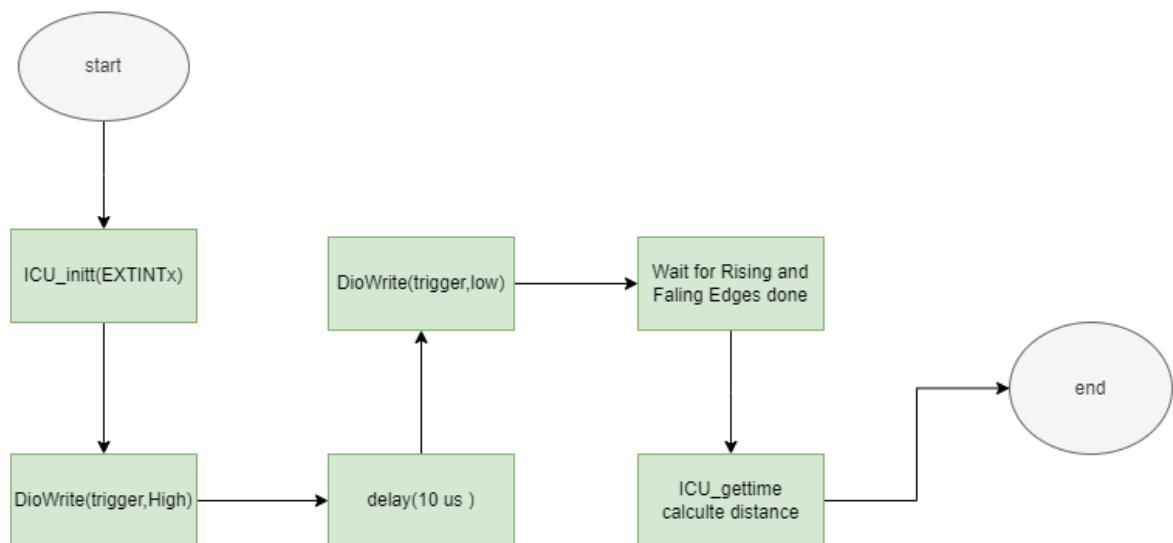 start
ICU_initt(EXTINTx)
DioWrite(trigger,High)
delay(10 us )
DioWrite(trigger,low)
Wait for Rising and
Faling Edges done
ICU_gettime
calculte distance
end